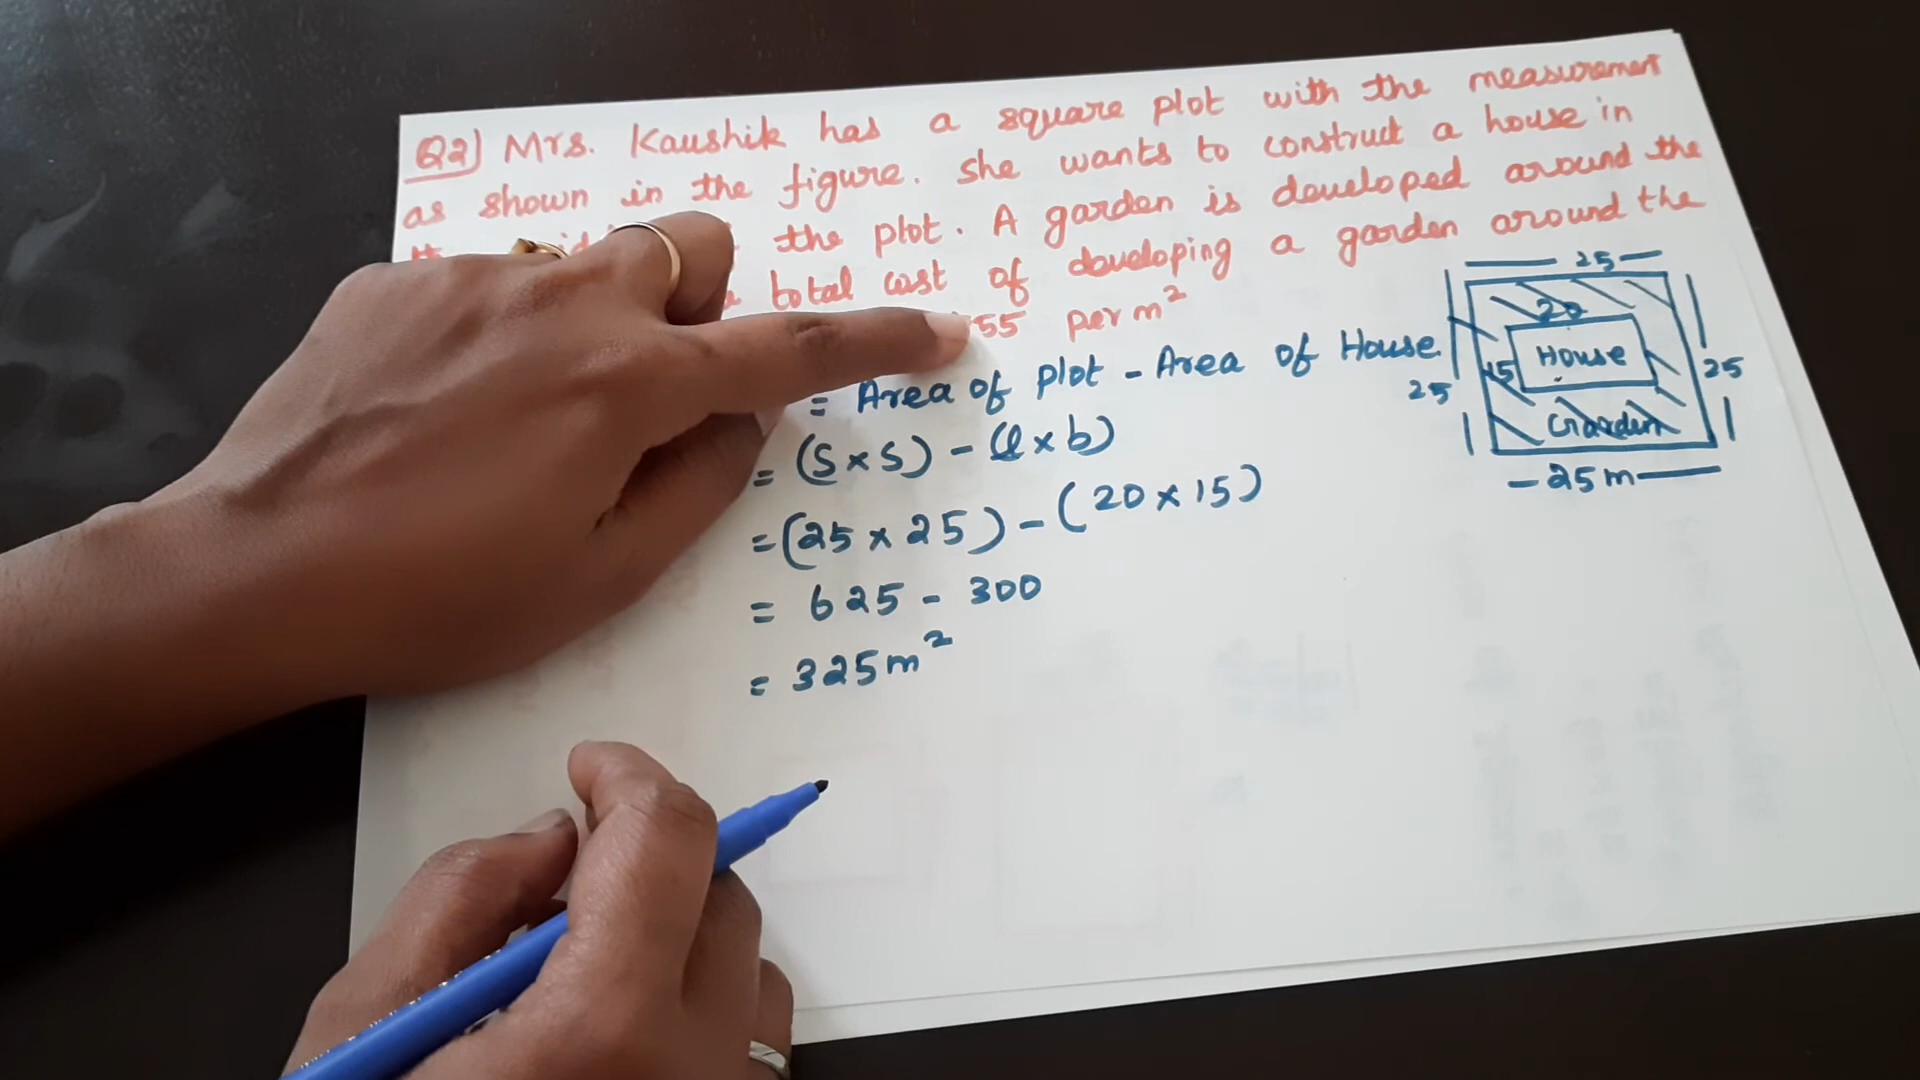 Q2) Mrs. Kaushik has a square plot with the measurement
as shown in the figure. She wants to construct a house in
the plot. A garden is developed around the
total cost of developing a garden around the
55 per m²
= Area of plot - Area of House
= (S x S) - (l x b)
= (25 x 25) - (20 x 15)
= 625 - 300
= 325m²
25
20
15 House
25 25
Garden
25m